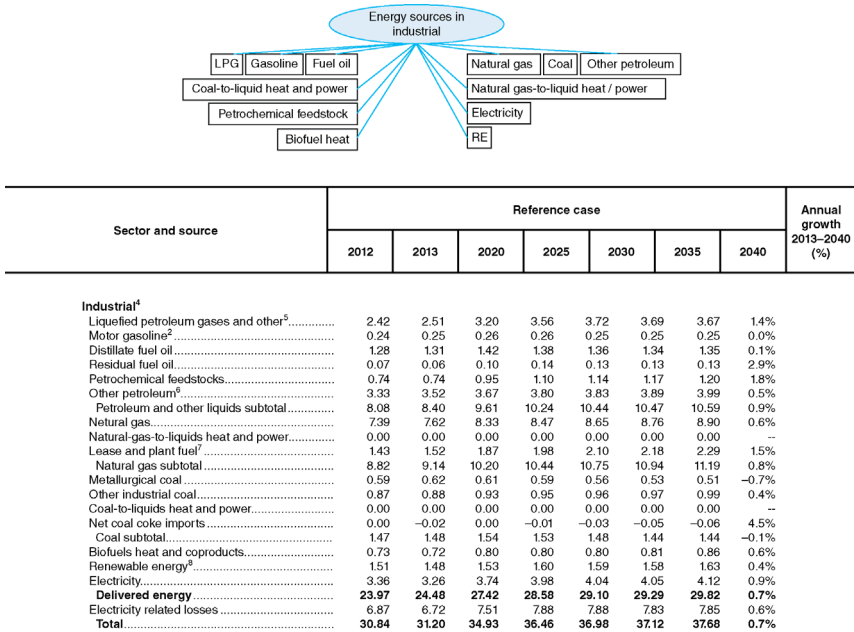 Energy sources in
industrial
LPG Gasoline Fuel oil Natural gas Coal Other petroleum
Coal-to-liquid heat and power Natural gas-to-liquid heat / power
Petrochemical feedstock Electricity
Biofuel heat RE
Sector and source Reference case Annual growth 2013–2040 (%)
2012 2013 2020 2025 2030 2035 2040
Industrial4
Liquefied petroleum gases and other5.............. 2.42 2.51 3.20 3.56 3.72 3.69 3.67 1.4%
Motor gasoline2 ................................................ 0.24 0.25 0.26 0.26 0.25 0.25 0.25 0.0%
Distillate fuel oil ................................................ 1.28 1.31 1.42 1.38 1.36 1.34 1.35 0.1%
Residual fuel oil................................................ 0.07 0.06 0.10 0.14 0.13 0.13 0.13 2.9%
Petrochemical feedstocks................................. 0.74 0.74 0.95 1.10 1.14 1.17 1.20 1.8%
Other petroleum6.............................................. 3.33 3.52 3.67 3.80 3.83 3.89 3.99 0.5%
Petroleum and other liquids subtotal.............. 8.08 8.40 9.61 10.24 10.44 10.47 10.59 0.9%
Netural gas....................................................... 7.39 7.62 8.33 8.47 8.65 8.76 8.90 0.6%
Natural-gas-to-liquids heat and power.............. 0.00 0.00 0.00 0.00 0.00 0.00 0.00 --
Lease and plant fuel7 ....................................... 1.43 1.52 1.87 1.98 2.10 2.18 2.29 1.5%
Natural gas subtotal ....................................... 8.82 9.14 10.20 10.44 10.75 10.94 11.19 0.8%
Metallurgical coal .............................................. 0.59 0.62 0.61 0.59 0.56 0.53 0.51 –0.7%
Other industrial coal.......................................... 0.87 0.88 0.93 0.95 0.96 0.97 0.99 0.4%
Coal-to-liquids heat and power......................... 0.00 0.00 0.00 0.00 0.00 0.00 0.00 --
Net coal coke imports ...................................... 0.00 –0.02 0.00 –0.01 –0.03 –0.05 –0.06 4.5%
Coal subtotal.................................................. 1.47 1.48 1.54 1.53 1.48 1.44 1.44 –0.1%
Biofuels heat and coproducts........................... 0.73 0.72 0.80 0.80 0.80 0.81 0.86 0.6%
Renewable energy8.......................................... 1.51 1.48 1.53 1.60 1.59 1.58 1.63 0.4%
Electricity.......................................................... 3.36 3.26 3.74 3.98 4.04 4.05 4.12 0.9%
Delivered energy .......................................... 23.97 24.48 27.42 28.58 29.10 29.29 29.82 0.7%
Electricity related losses .................................. 6.87 6.72 7.51 7.88 7.88 7.83 7.85 0.6%
Total............................................................... 30.84 31.20 34.93 36.46 36.98 37.12 37.68 0.7%